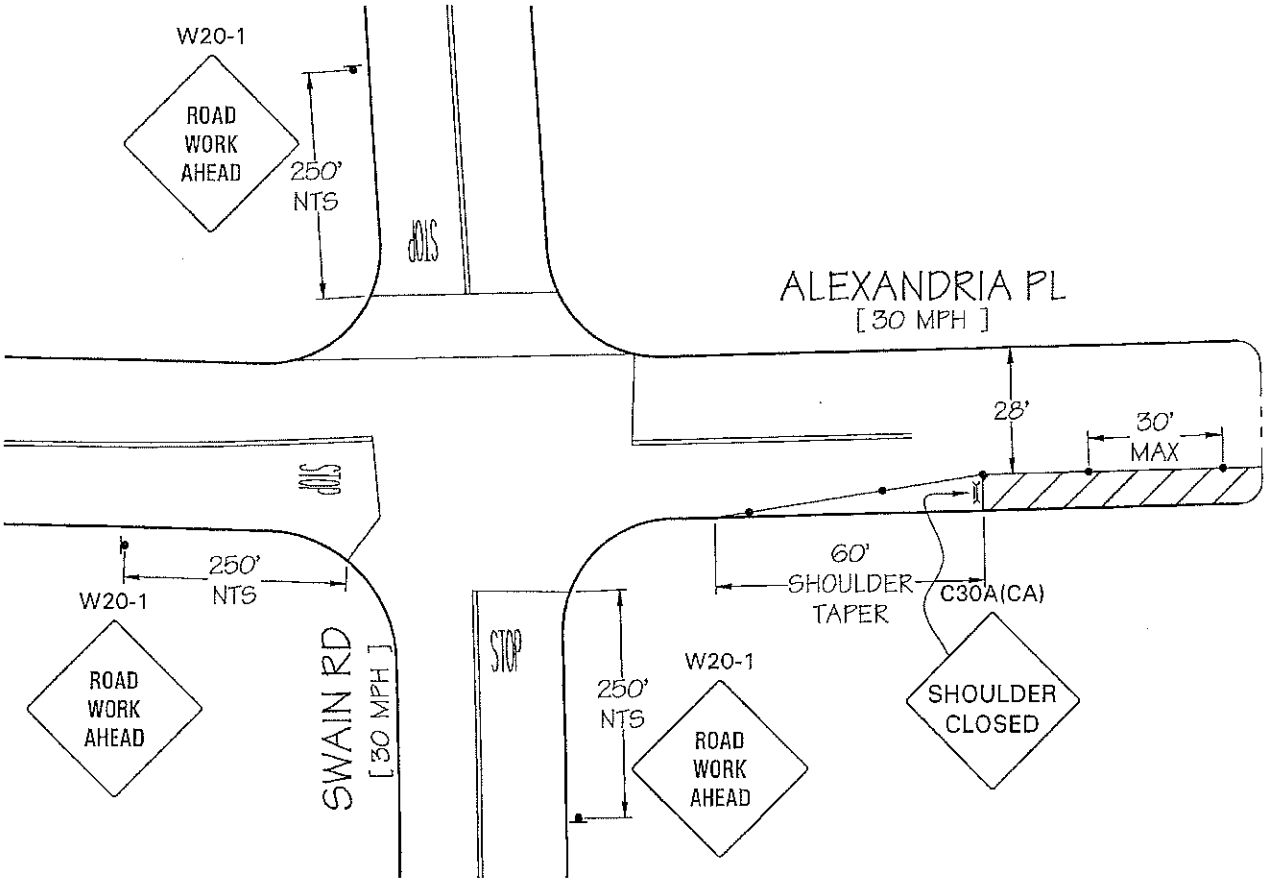 W20-1
ROAD
WORK
AHEAD
250'
NTS
STOP
ALEXANDRIA PL
[ 30 MPH ]
28'
30'
MAX
STOP
250'
NTS
W20-1
ROAD
WORK
AHEAD
SWAIN RD
[ 30 MPH ]
STOP
250'
NTS
W20-1
ROAD
WORK
AHEAD
60'
SHOULDER
TAPER
C30A(CA)
SHOULDER
CLOSED